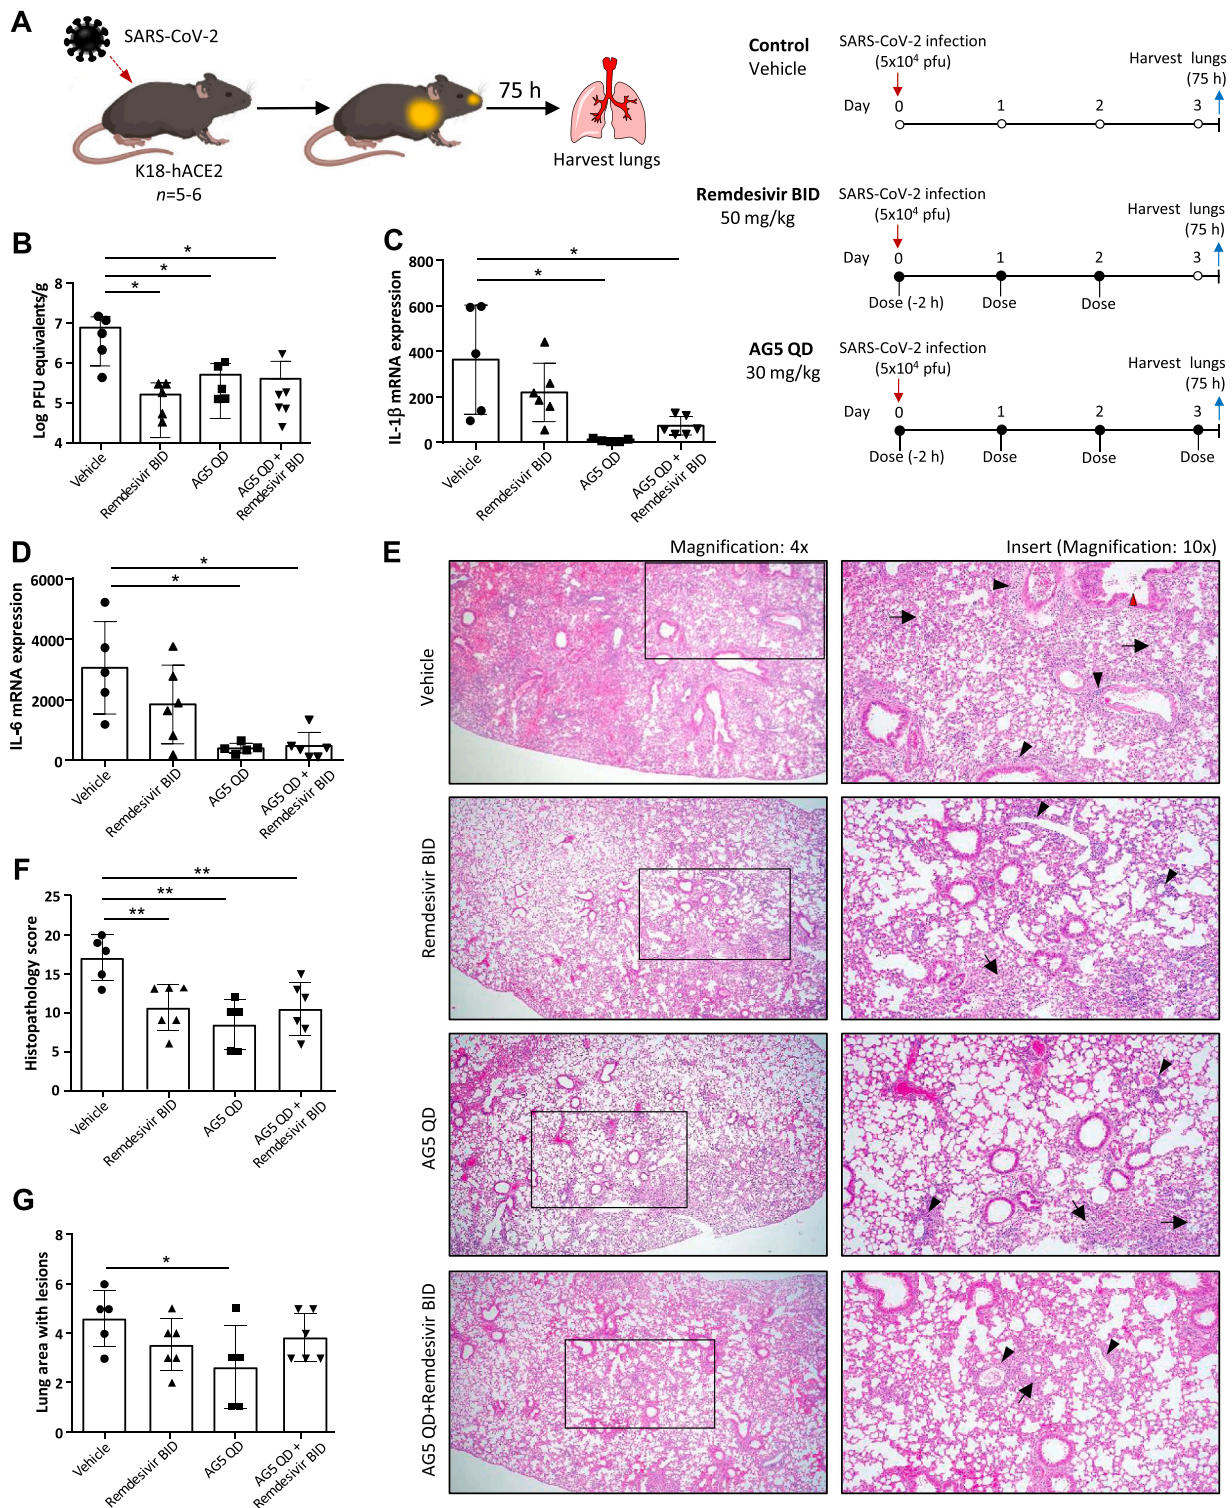 A
SARS-CoV-2
K18-hACE2
n=5-6
75 h
Harvest lungs
Control
Vehicle
SARS-CoV-2 infection
(5x10⁴ pfu)
Harvest lungs
(75 h)
Day
0
1
2
3
Remdesivir BID
50 mg/kg
SARS-CoV-2 infection
(5x10⁴ pfu)
Harvest lungs
(75 h)
Day
0
1
2
3
Dose (-2 h)
Dose
Dose
AG5 QD
30 mg/kg
SARS-CoV-2 infection
(5x10⁴ pfu)
Harvest lungs
(75 h)
Day
0
1
2
3
Dose (-2 h)
Dose
Dose
Dose
B
Log PFU equivalents/g
8
7
6
5
4
*
*
*
Vehicle
Remdesivir BID
AG5 QD
AG5 QD +
Remdesivir BID
C
IL-1β mRNA expression
800
600
400
200
0
*
*
Vehicle
Remdesivir BID
AG5 QD
AG5 QD +
Remdesivir BID
D
IL-6 mRNA expression
6000
4000
2000
0
*
*
Vehicle
Remdesivir BID
AG5 QD
AG5 QD +
Remdesivir BID
E
Magnification: 4x
Insert (Magnification: 10x)
Vehicle
Remdesivir BID
AG5 QD
AG5 QD+Remdesivir BID
F
Histopathology score
25
20
15
10
5
0
**
**
**
Vehicle
Remdesivir BID
AG5 QD
AG5 QD +
Remdesivir BID
G
Lung area with lesions
8
6
4
2
0
*
Vehicle
Remdesivir BID
AG5 QD
AG5 QD +
Remdesivir BID